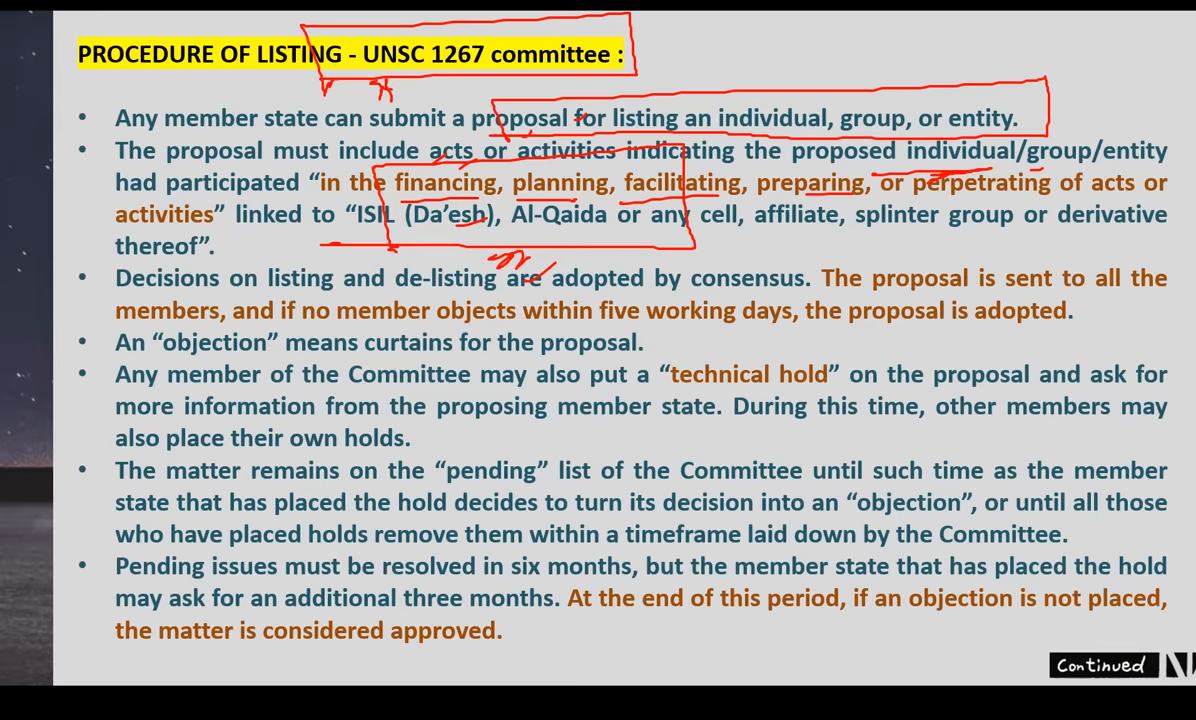 PROCEDURE OF LISTING - UNSC 1267 committee :
• Any member state can submit a proposal for listing an individual, group, or entity.
• The proposal must include acts or activities indicating the proposed individual/group/entity
had participated “in the financing, planning, facilitating, preparing, or perpetrating of acts or
activities” linked to “ISIL (Da’esh), Al-Qaida or any cell, affiliate, splinter group or derivative
thereof”.
• Decisions on listing and de-listing are adopted by consensus. The proposal is sent to all the
members, and if no member objects within five working days, the proposal is adopted.
• An “objection” means curtains for the proposal.
• Any member of the Committee may also put a “technical hold” on the proposal and ask for
more information from the proposing member state. During this time, other members may
also place their own holds.
• The matter remains on the “pending” list of the Committee until such time as the member
state that has placed the hold decides to turn its decision into an “objection”, or until all those
who have placed holds remove them within a timeframe laid down by the Committee.
• Pending issues must be resolved in six months, but the member state that has placed the hold
may ask for an additional three months. At the end of this period, if an objection is not placed,
the matter is considered approved.
Continued